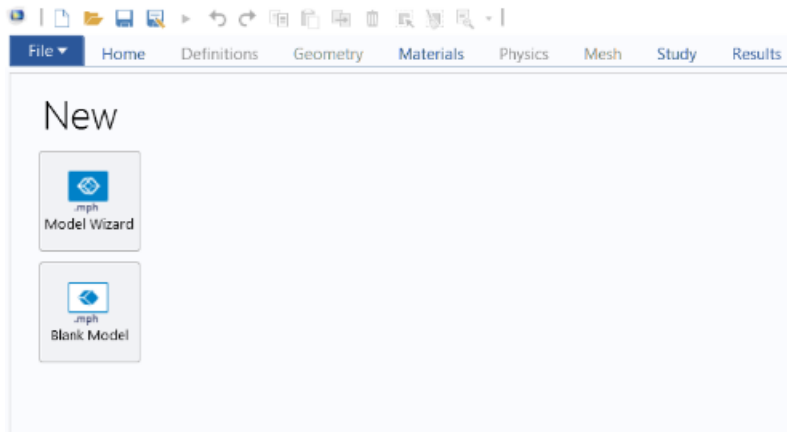 File Home Definitions Geometry Materials Physics Mesh Study Results
New
.mph
Model Wizard
.mph
Blank Model